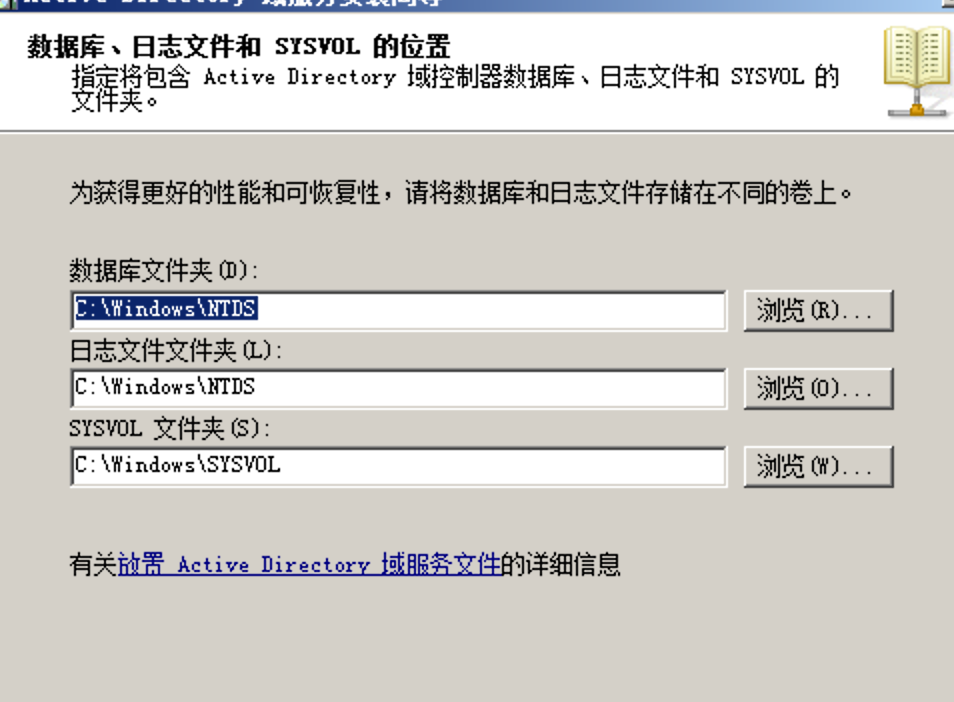 数据库、日志文件和 SYSVOL 的位置
指定将包含 Active Directory 域控制器数据库、日志文件和 SYSVOL 的
文件夹。
为获得更好的性能和可恢复性，请将数据库和日志文件存储在不同的卷上。
数据库文件夹(D):
C:\Windows\NTDS
浏览(R)...
日志文件文件夹(L):
C:\Windows\NTDS
浏览(O)...
SYSVOL 文件夹(S):
C:\Windows\SYSVOL
浏览(W)...
有关放置 Active Directory 域服务文件的详细信息